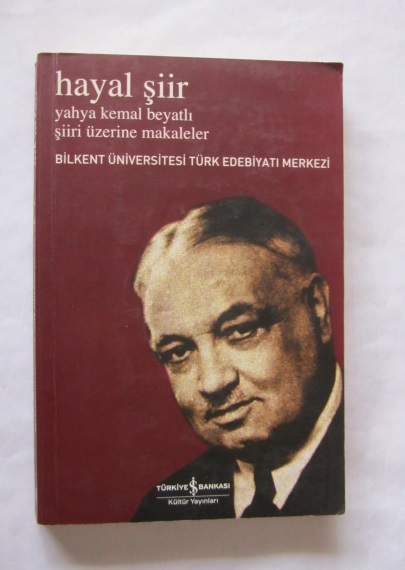 hayal şiir
yahya kemal beyatlı
şiiri üzerine makaleler
BİLKENT ÜNİVERSİTESİ TÜRK EDEBİYATI MERKEZİ
TÜRKİYE İŞ BANKASI
Kültür Yayınları